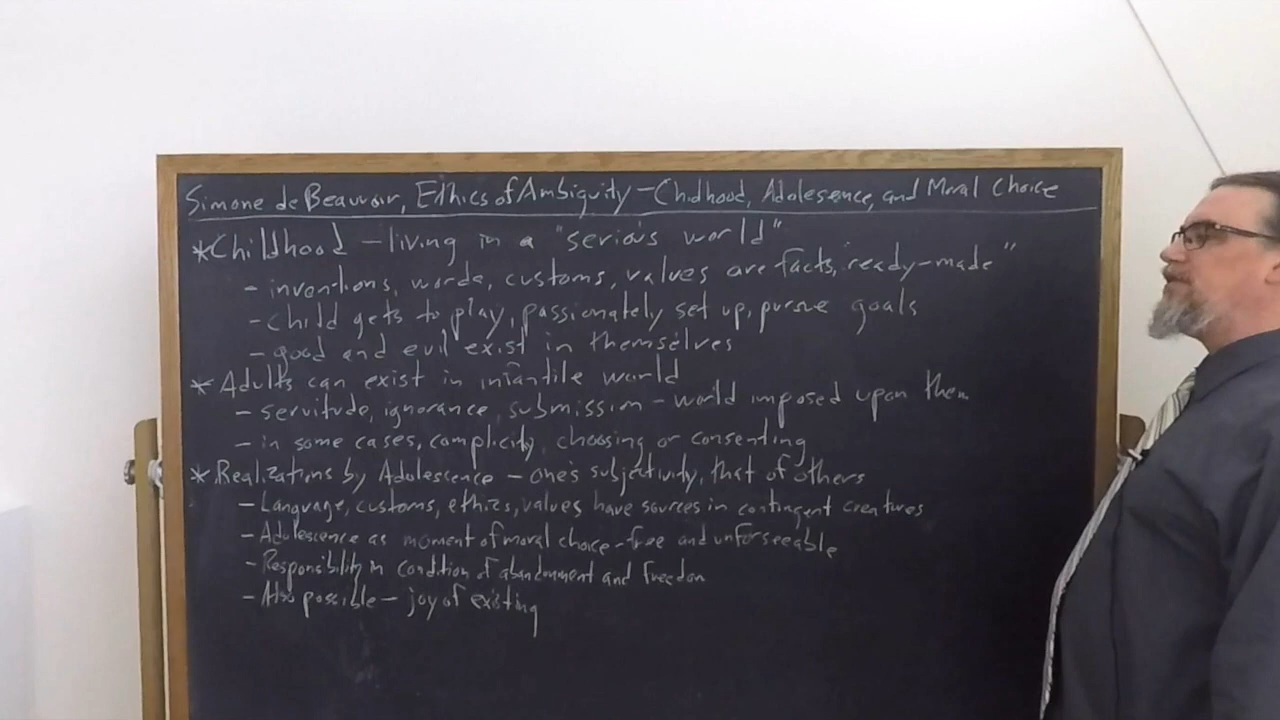 Simone de Beauvoir, Ethics of Ambiguity - Chidhood, Adolesence, and Moral Choice
*Childhood - living in a "serious world"
- inventions, words, customs, values are facts, "ready-made"
- child gets to play, passionately set up, pursue goals
- good and evil exist in themselves
* Adults can exist in infantile world
- servitude, ignorance, submission - world imposed upon them
- in some cases, complicity, choosing or consenting
* Realizations by Adolescence - one's subjectivity, that of others
- Language, customs, ethics, values have sources in contingent creatures
- Adolescence as moment of moral choice - free and unforseeable
- Responsibility in condition of abandonment and freedom
- Also possible - joy of existing